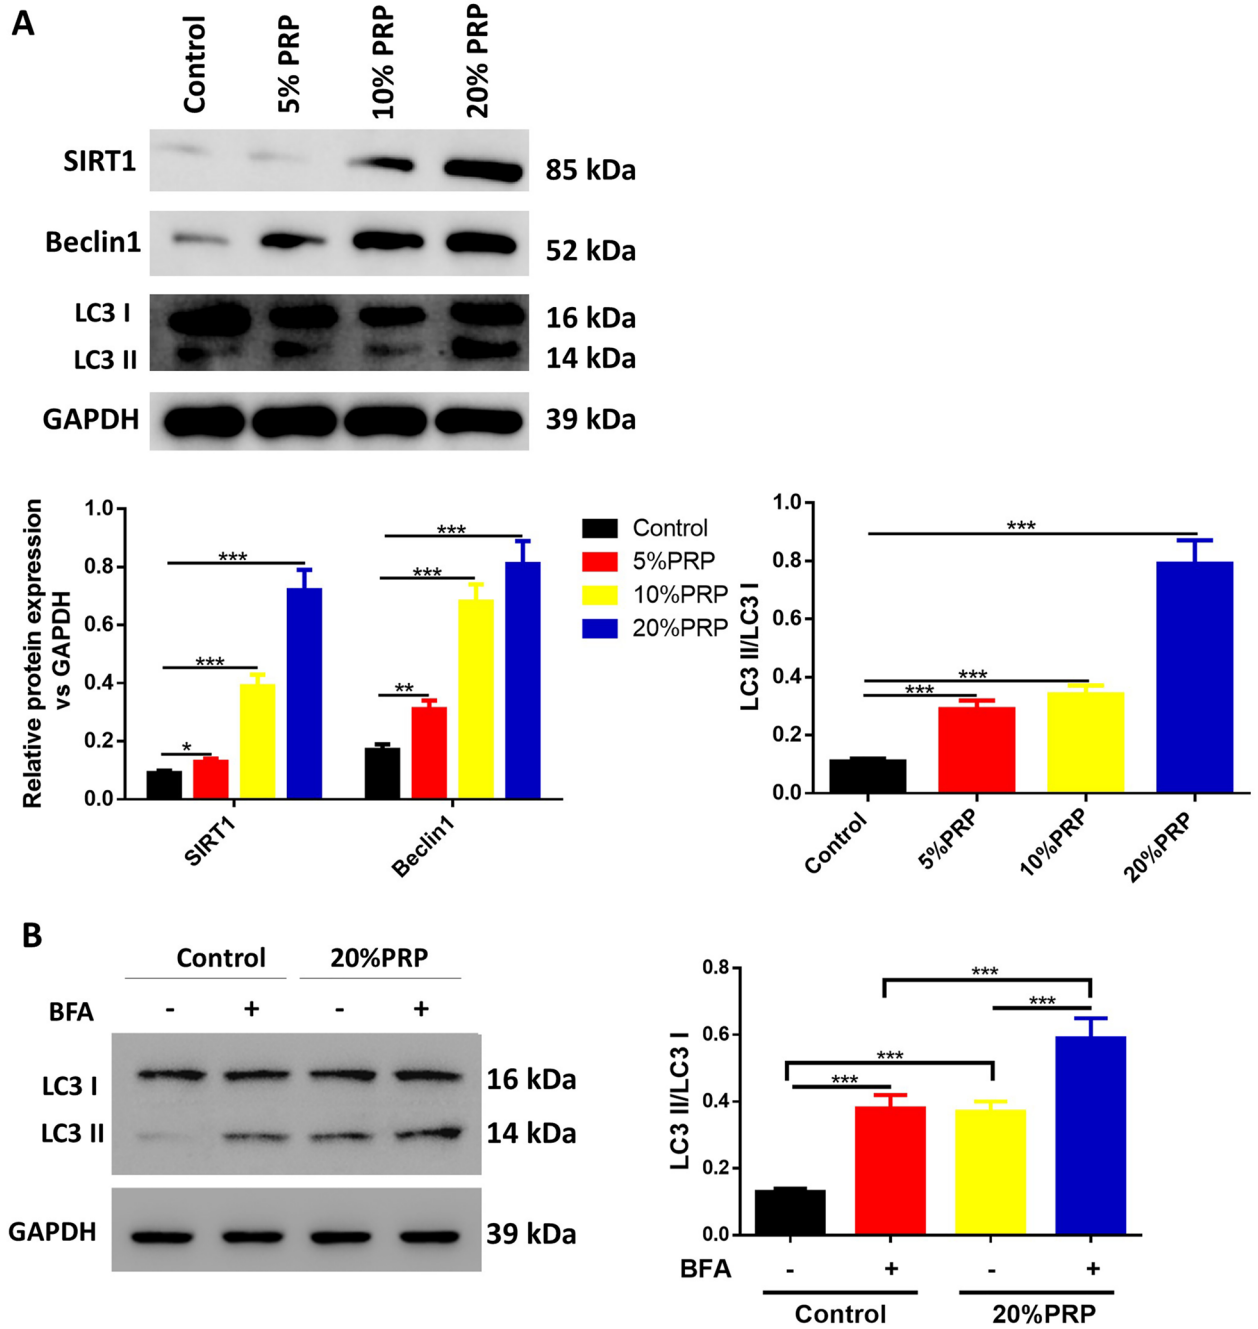 A
Control
5% PRP
10% PRP
20% PRP
SIRT1
85 kDa
Beclin1
52 kDa
LC3 I
16 kDa
LC3 II
14 kDa
GAPDH
39 kDa
Relative protein expression
vs GAPDH
1.0
0.8
0.6
0.4
0.2
0.0
*
***
***
**
***
***
SIRT1
Beclin1
Control
5%PRP
10%PRP
20%PRP
LC3 II/LC3 I
1.0
0.8
0.6
0.4
0.2
0.0
***
***
***
Control
5%PRP
10%PRP
20%PRP
B
Control
20%PRP
BFA - + - +
LC3 I
16 kDa
LC3 II
14 kDa
GAPDH
39 kDa
LC3 II/LC3 I
0.8
0.6
0.4
0.2
0.0
***
***
***
***
BFA - + - +
Control
20%PRP